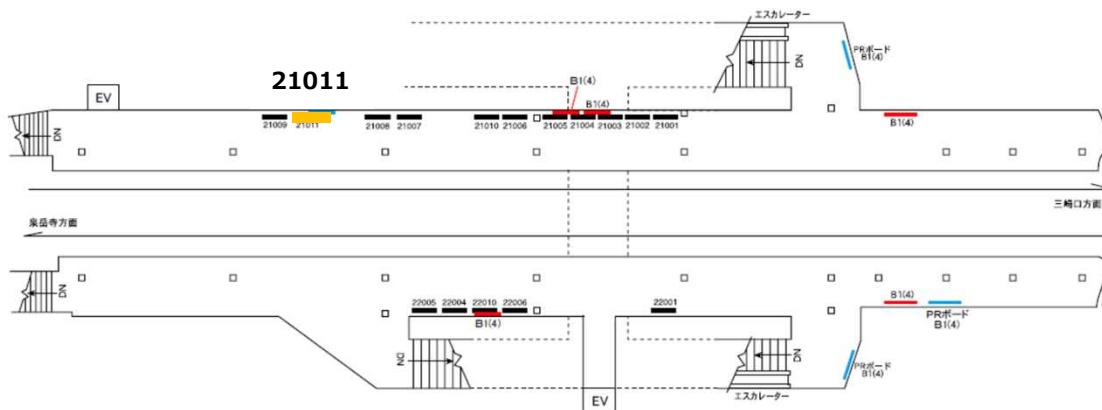 エスカレーター
PRボード
B1(4)
DN
21011
B1(4)
B1(4)
EV
21009
21011
21008
21007
21010
21006
21005
21004
21003
21002
21001
B1(4)
DN
三崎口方面
泉岳寺方面
DN
22005
22004
22010
22006
22001
B1(4)
B1(4)
PRボード
B1(4)
DN
DN
PRボード
B1(4)
エスカレーター
EV